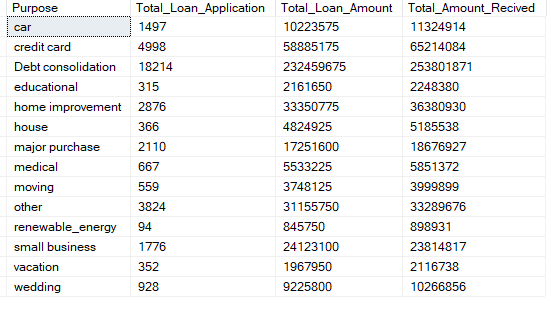 Purpose Total_Loan_Application Total_Loan_Amount Total_Amount_Recived
car 1497 10223575 11324914
credit card 4998 58885175 65214084
Debt consolidation 18214 232459675 253801871
educational 315 2161650 2248380
home improvement 2876 33350775 36380930
house 366 4824925 5185538
major purchase 2110 17251600 18676927
medical 667 5533225 5851372
moving 559 3748125 3999899
other 3824 31155750 33289676
renewable_energy 94 845750 898931
small business 1776 24123100 23814817
vacation 352 1967950 2116738
wedding 928 9225800 10266856